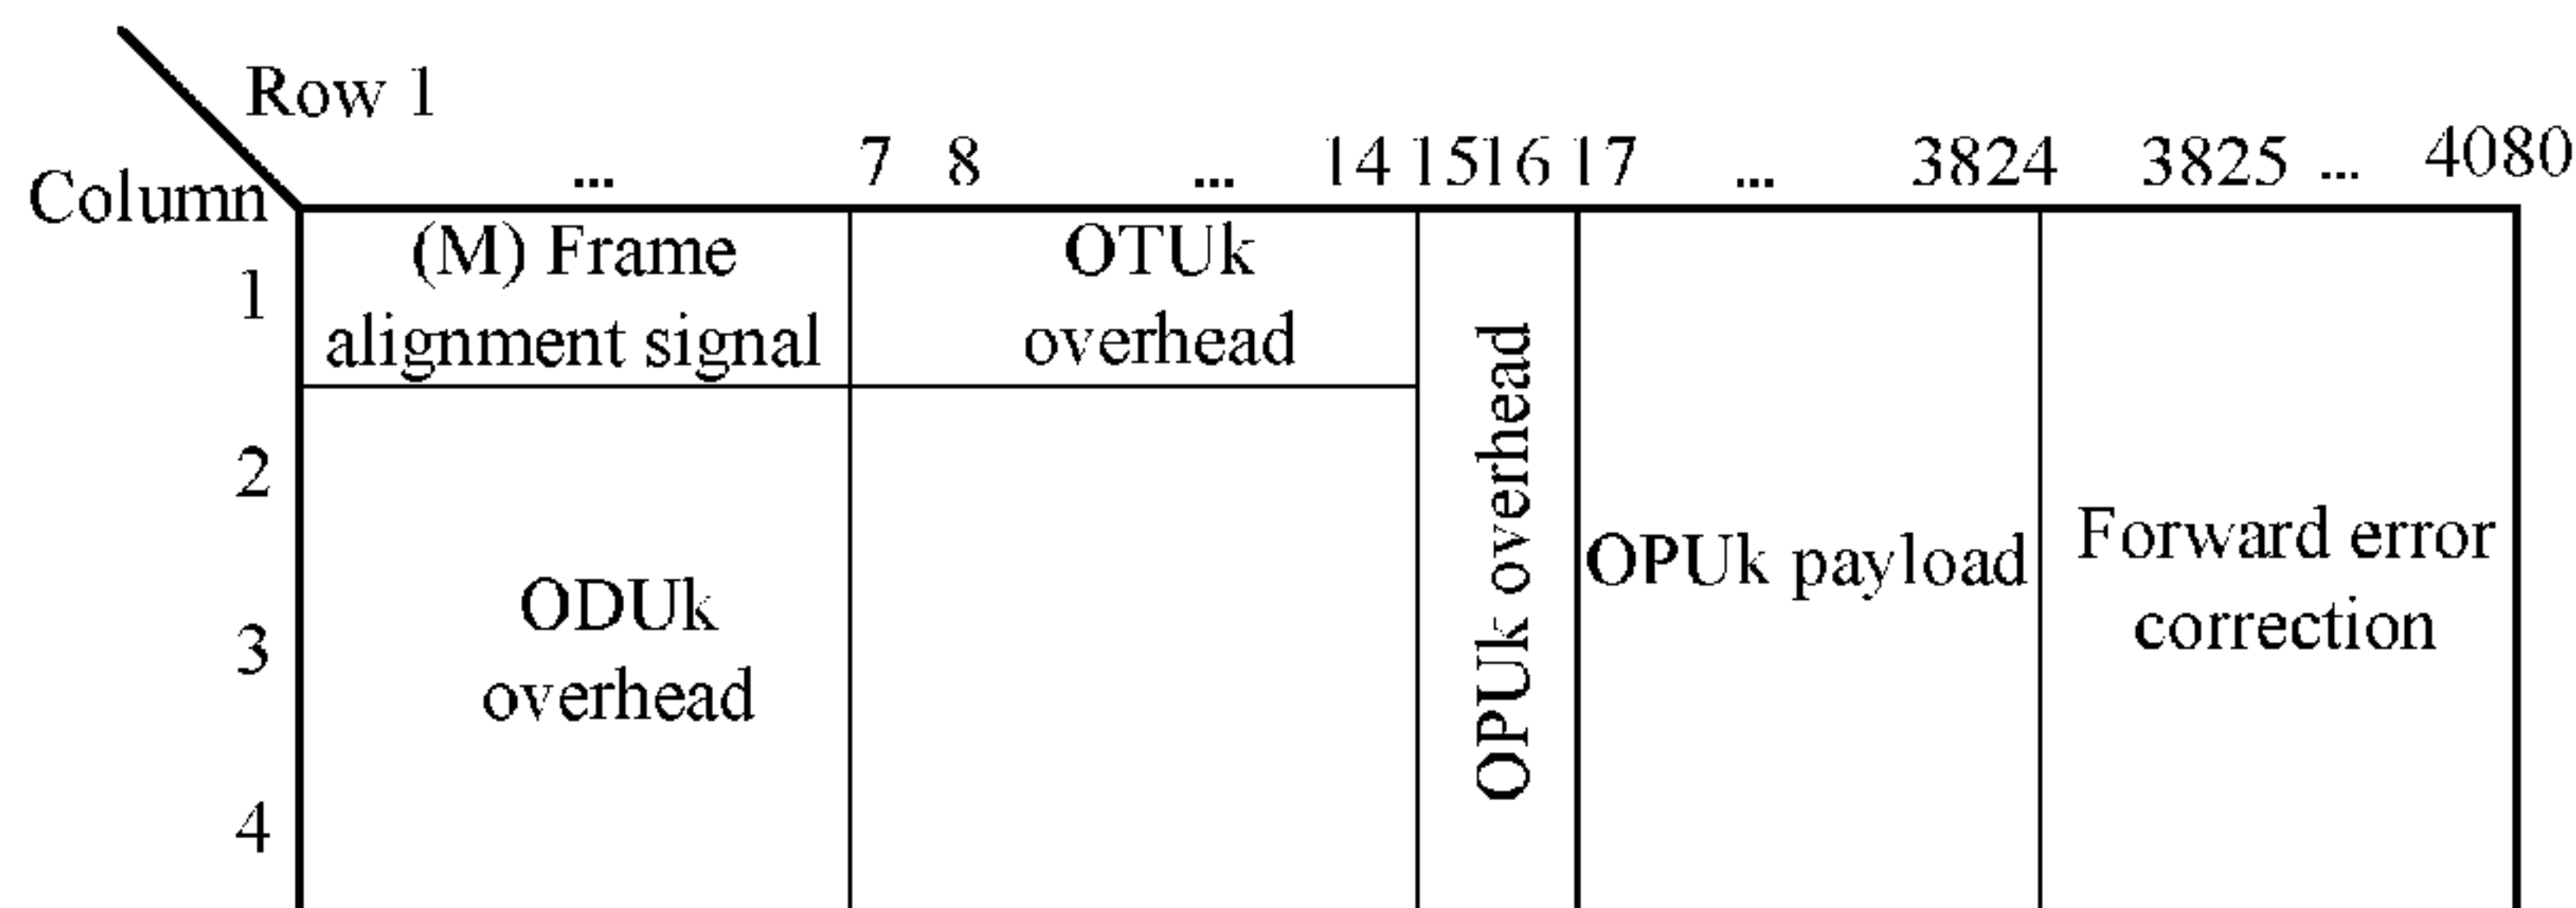 Row 1
Column
... 7 8 ... 14 15 16 17 ... 3824 3825 ... 4080
1
(M) Frame
alignment signal
OTUk
overhead
2
3
4
ODUk
overhead
OPUk overhead
OPUk payload
Forward error
correction